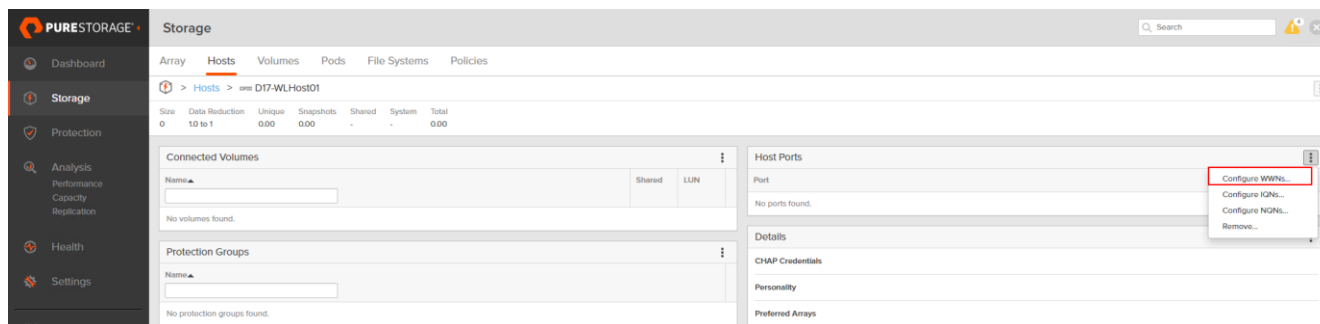 PURESTORAGE®
Storage
Search
4
Dashboard
Storage
Protection
Analysis
Performance
Capacity
Replication
Health
Settings
Array Hosts Volumes Pods File Systems Policies
> Hosts > D17-WLHost01
Size Data Reduction Unique Snapshots Shared System Total
0 1.0 to 1 0.00 0.00 - - 0.00
Connected Volumes
Name Shared LUN
No volumes found.
Protection Groups
Name
No protection groups found.
Host Ports
Port
No ports found.
Configure WWNs...
Configure IQNs...
Configure NQNs...
Remove...
Details
CHAP Credentials
Personality
Preferred Arrays